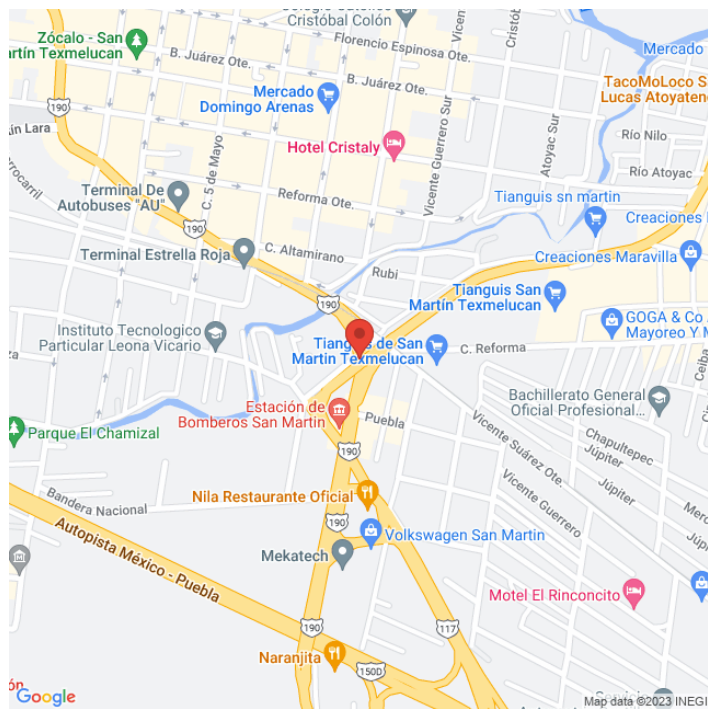 Cristóbal Colón
Florencio Espinosa Ote.
Cristóbal
Mercado
Zócalo - San
Martín Texmelucan
B. Juárez Ote.
B. Juárez Ote.
Vicente Guerrero Sur
190
Mercado
Domingo Arenas
TacoMoLoco S
Lucas Atoyaten
Lara
Hotel Cristaly
Atoyac Sur
Río Nilo
Río Atoyac
C. 5 de Mayo
Terminal De
Autobuses "AU"
Reforma Ote.
Tianguis sn martin
Creaciones
190
C. Altamirano
Terminal Estrella Roja
Rubi
Creaciones Maravilla
Tianguis San
Martín Texmelucan
190
GOGA & Co
Mayoreo Y M
Instituto Tecnologico
Particular Leona Vicario
Tianguis de San
Martin Texmelucan
C. Reforma
Ceiba
Bachillerato General
Oficial Profesional...
Estación de
Bomberos San Martin
Puebla
Parque El Chamizal
Vicente Suárez Ote.
Chapultepec
Júpiter
190
Júpiter
Bandera Nacional
Nila Restaurante Oficial
Vicente Guerrero
190
Volkswagen San Martin
Autopista México - Puebla
Mekatech
Motel El Rinconcito
190
117
Naranjita
150D
Google
Map data ©2023 INEGI